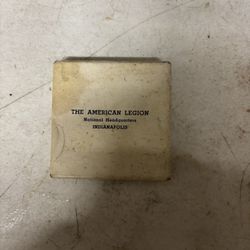 THE AMERICAN LEGION
National Headquarters
INDIANAPOLIS